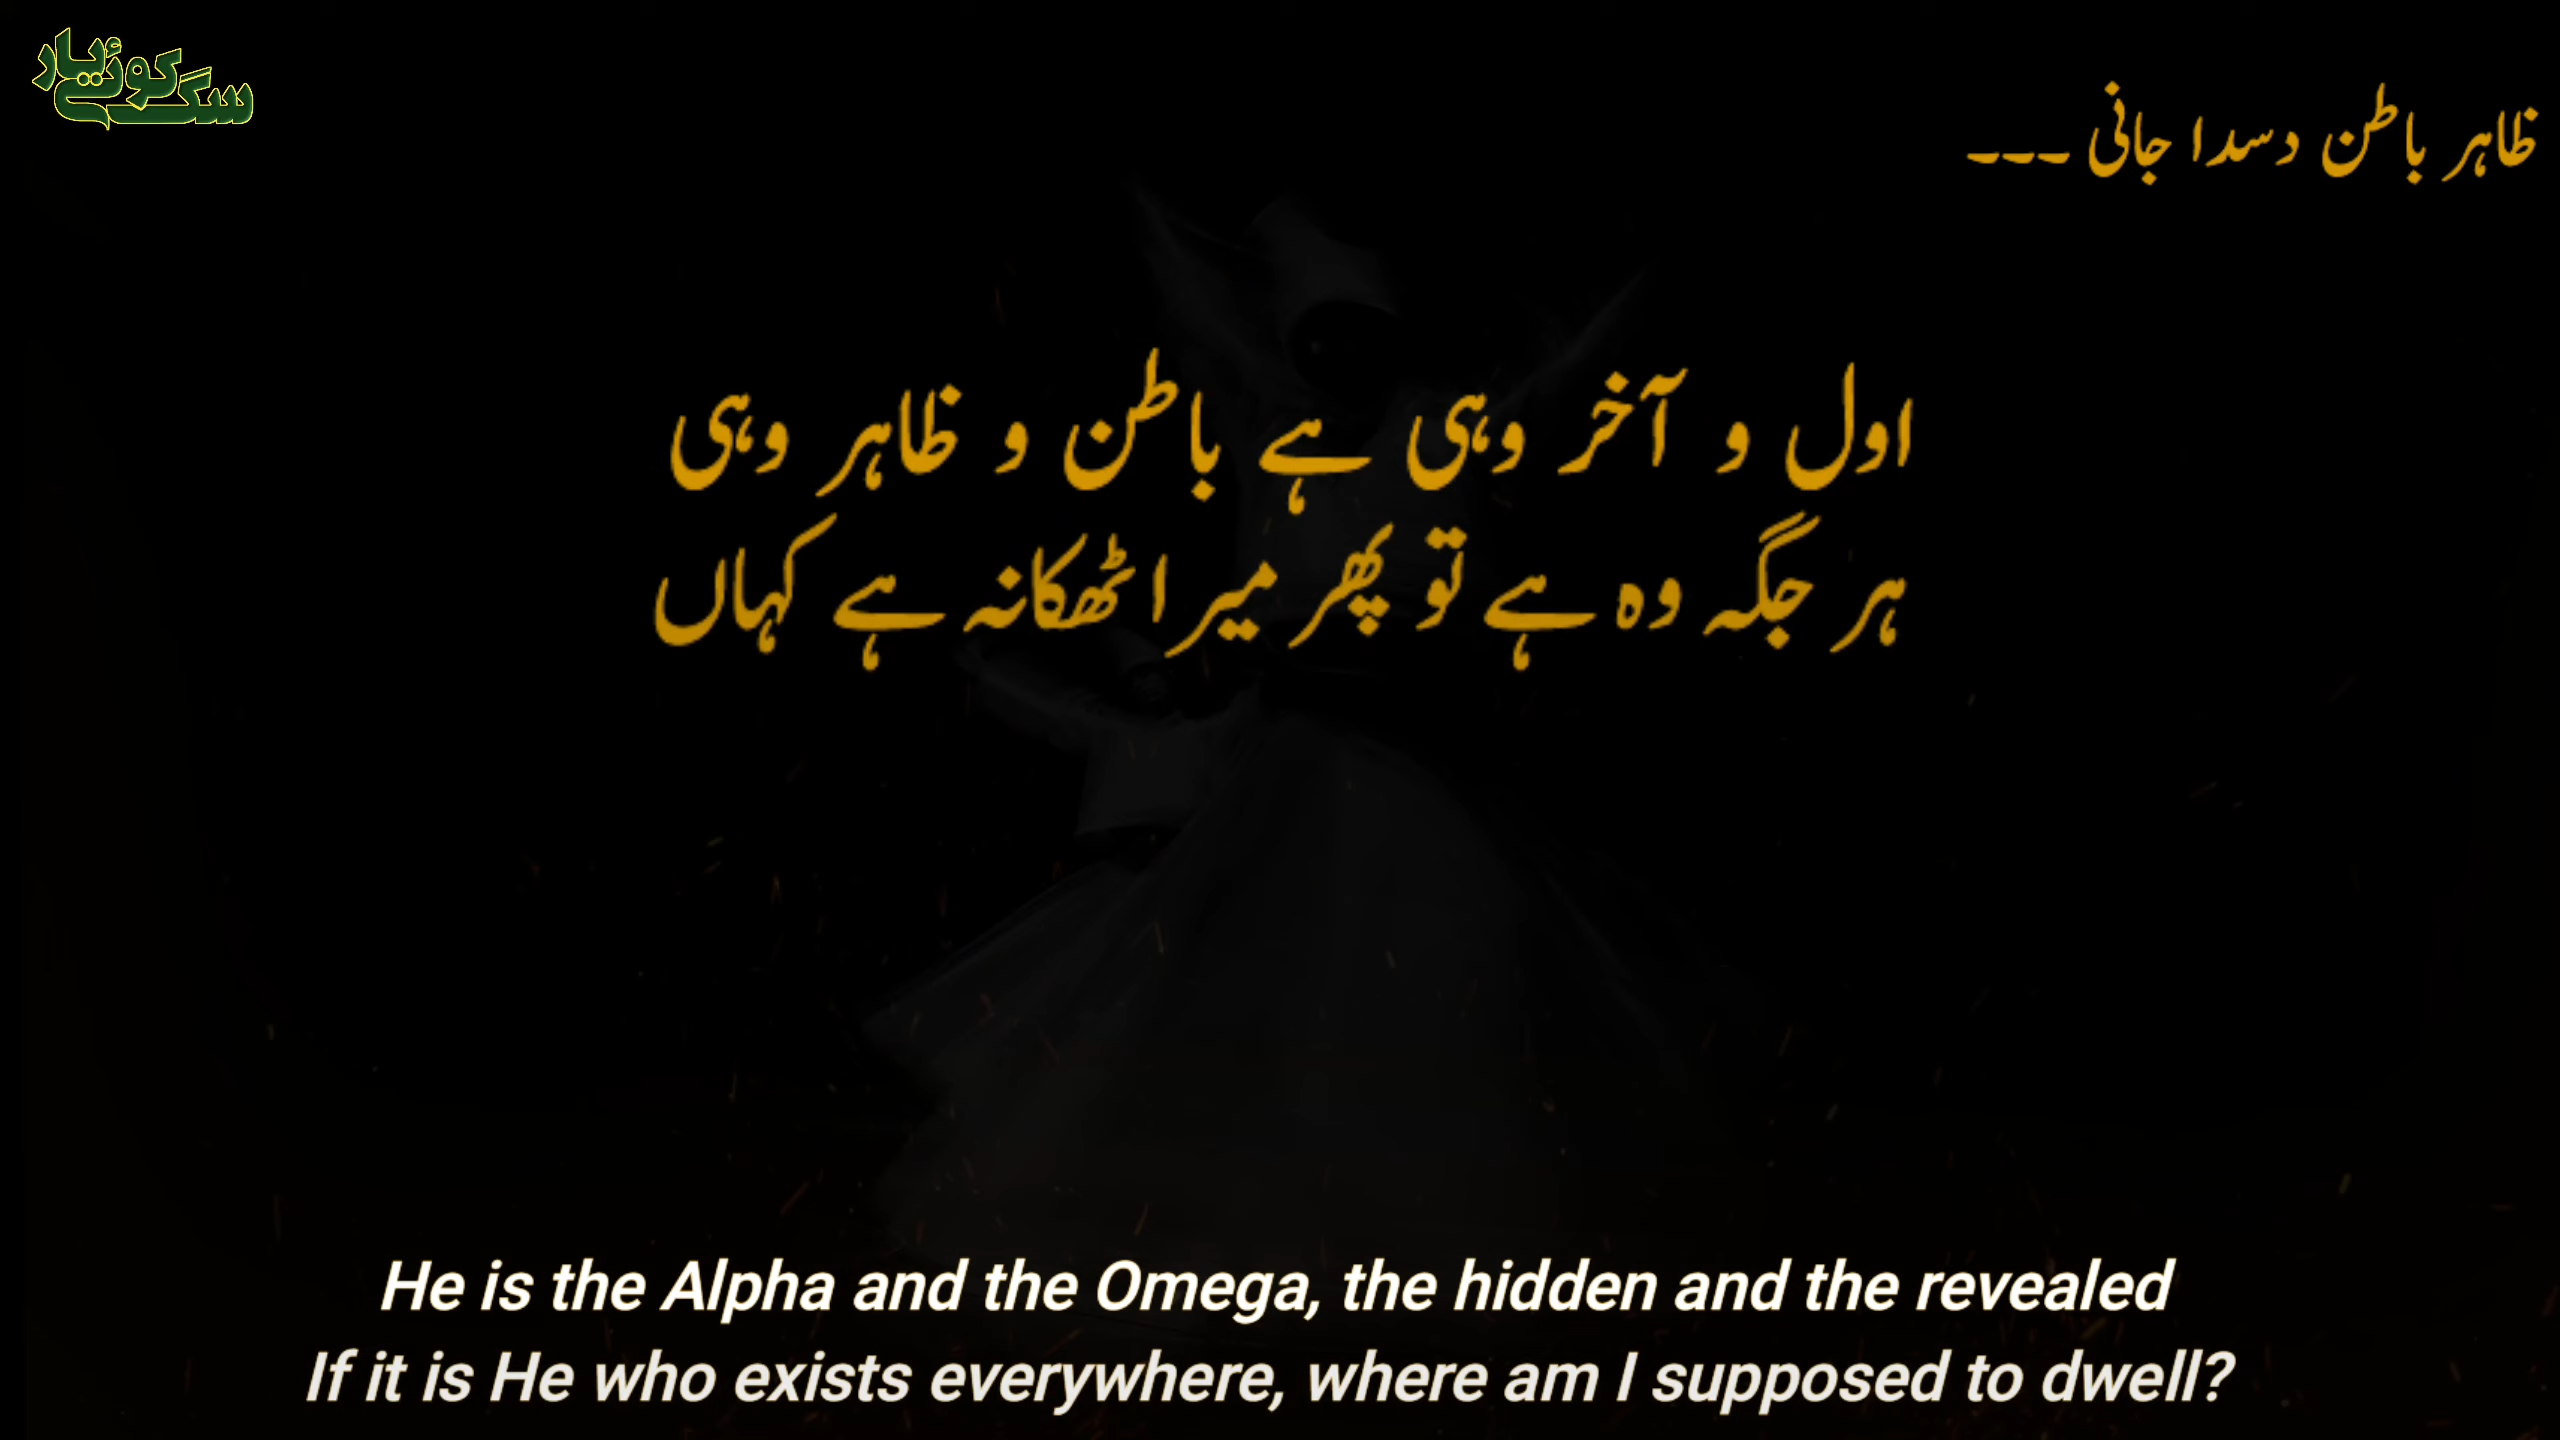 سگ کوئے یار
ظاہر باطن دسدا جانی ---
اول و آخر وہی ہے باطن و ظاہر وہی
ہر جگہ وہ ہے تو پھر میرا ٹھکانہ ہے کہاں
He is the Alpha and the Omega, the hidden and the revealed
If it is He who exists everywhere, where am I supposed to dwell?